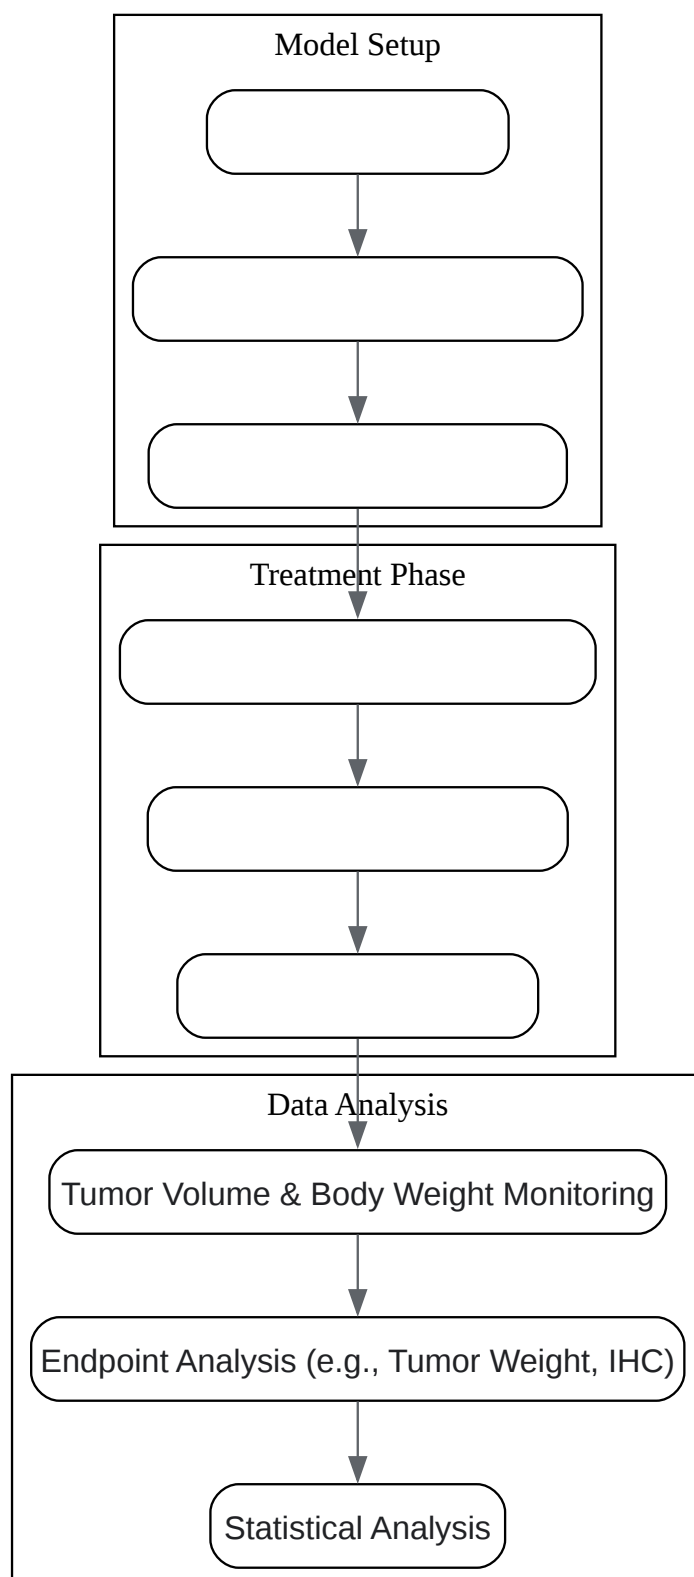 Model Setup
Treatment Phase
Data Analysis
Tumor Volume & Body Weight Monitoring
Endpoint Analysis (e.g., Tumor Weight, IHC)
Statistical Analysis